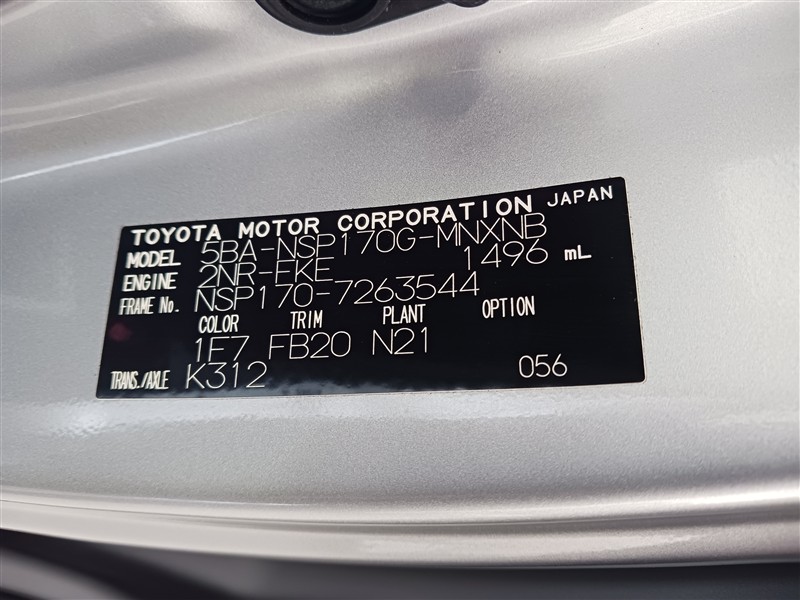 TOYOTA MOTOR CORPORATION JAPAN
MODEL 5BA-NSP170G-MNXNB
ENGINE 2NR-FKE 1496 mL
FRAME No. NSP170-7263544
COLOR TRIM PLANT OPTION
1F7 FB20 N21
TRANS./AXLE K312 056